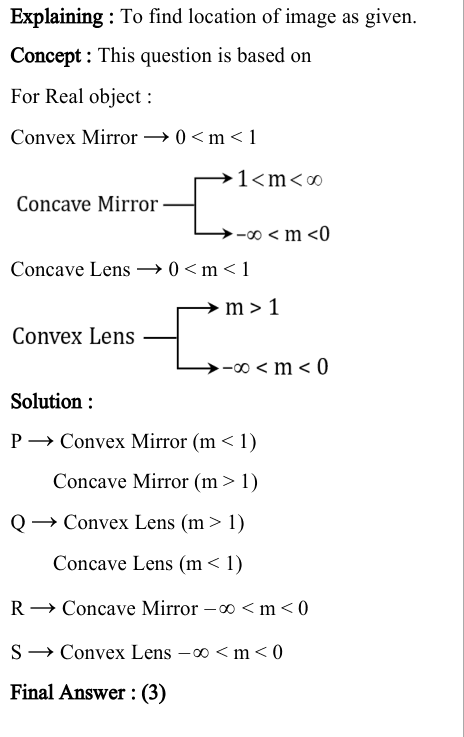 Explaining : To find location of image as given.
Concept : This question is based on
For Real object :
Convex Mirror → 0 < m < 1
1<m<∞
Concave Mirror
-∞ < m <0
Concave Lens → 0 < m < 1
m > 1
Convex Lens
-∞ < m < 0
Solution :
P → Convex Mirror (m < 1)
Concave Mirror (m > 1)
Q → Convex Lens (m > 1)
Concave Lens (m < 1)
R → Concave Mirror –∞ < m < 0
S → Convex Lens –∞ < m < 0
Final Answer : (3)